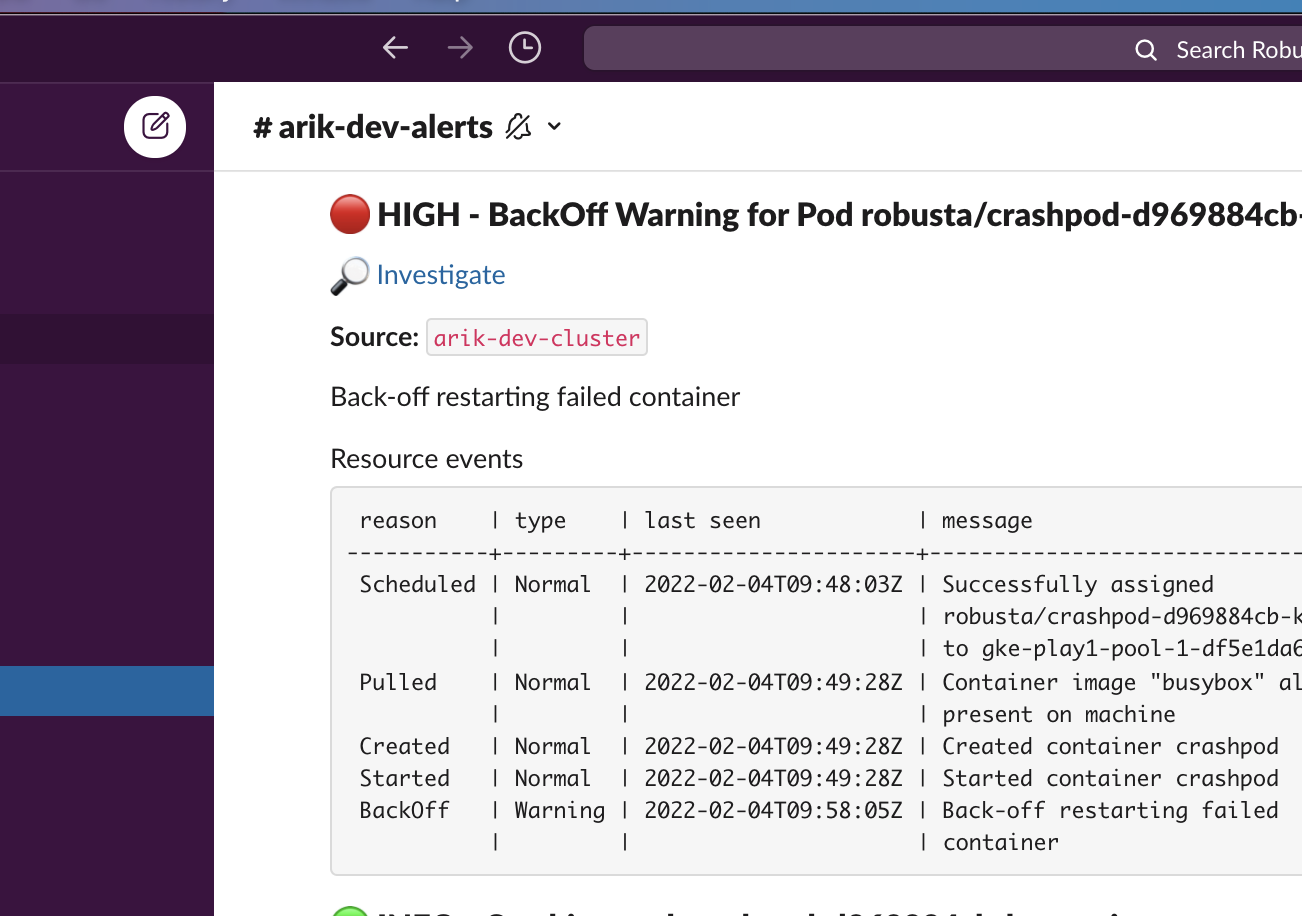 Search Robu
# arik-dev-alerts
HIGH - BackOff Warning for Pod robusta/crashpod-d969884cb-
Investigate
Source: arik-dev-cluster
Back-off restarting failed container
Resource events
reason | type | last seen | message
-----------+---------+----------------------+-----------------------------
Scheduled | Normal | 2022-02-04T09:48:03Z | Successfully assigned
| | | robusta/crashpod-d969884cb-k
| | | to gke-play1-pool-1-df5e1da6
Pulled | Normal | 2022-02-04T09:49:28Z | Container image "busybox" al
| | | present on machine
Created | Normal | 2022-02-04T09:49:28Z | Created container crashpod
Started | Normal | 2022-02-04T09:49:28Z | Started container crashpod
BackOff | Warning | 2022-02-04T09:58:05Z | Back-off restarting failed
| | | container